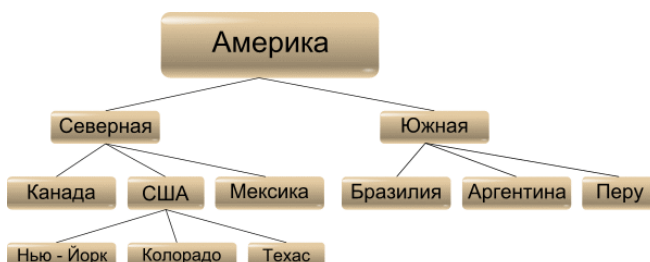 Америка
Северная
Южная
Канада
США
Мексика
Бразилия
Аргентина
Перу
Нью - Йорк
Колорадо
Техас